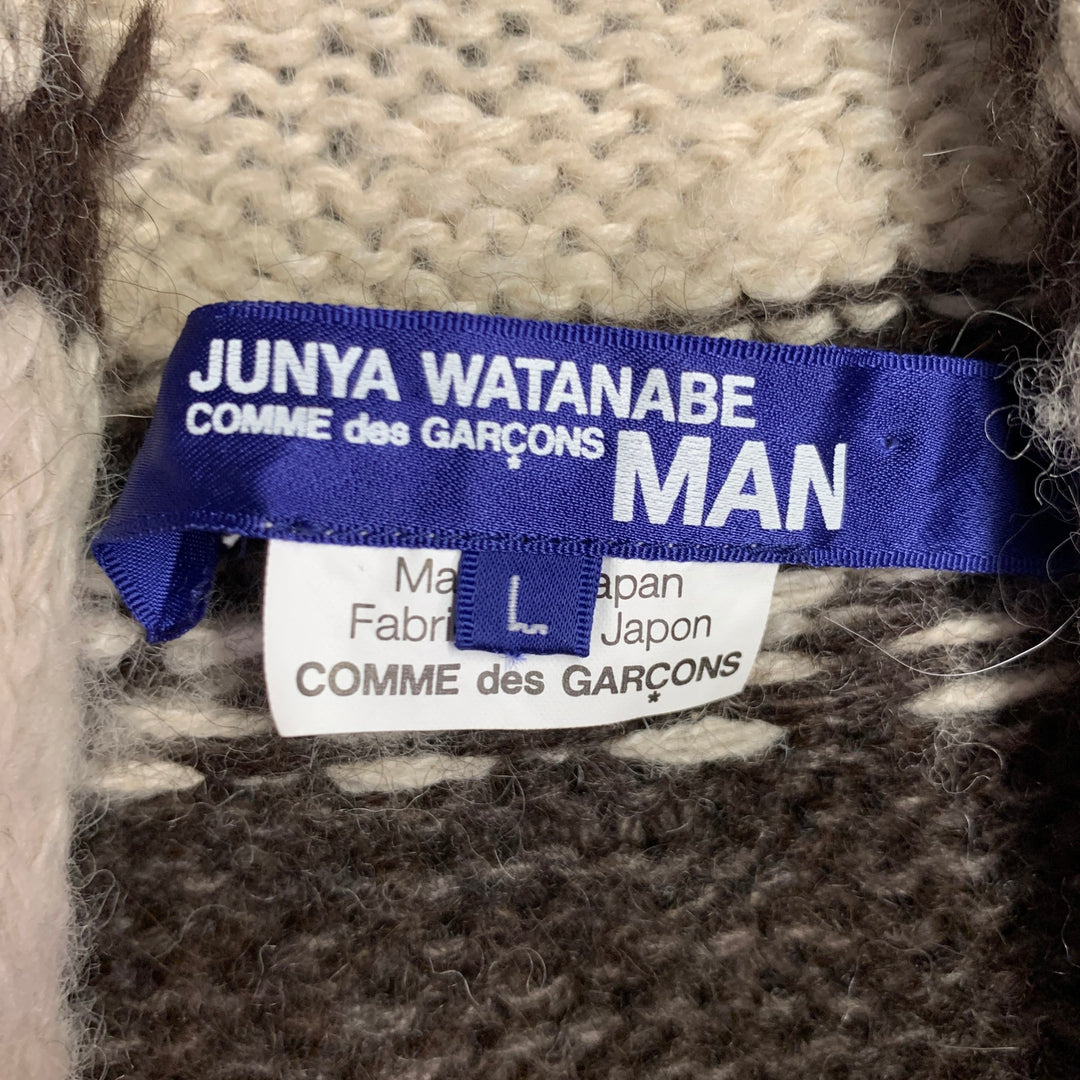 JUNYA WATANABE
COMME des GARÇONS MAN
Ma apan
L
Fabri Japon
COMME des GARÇONS